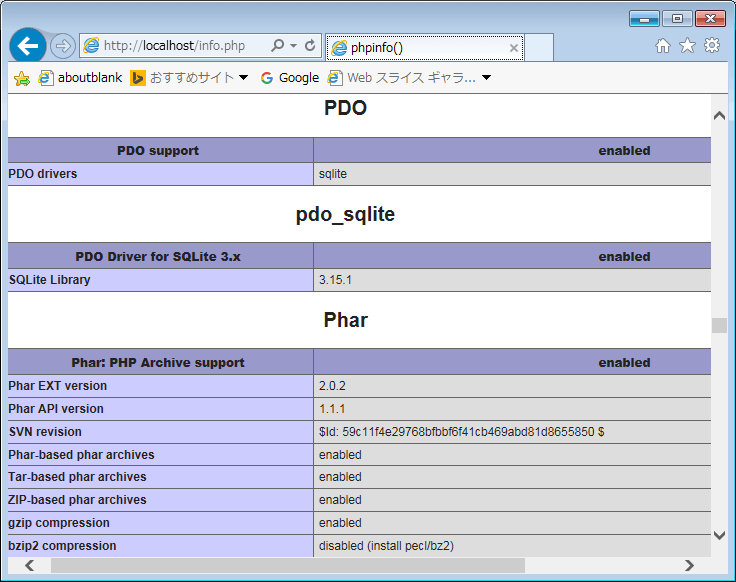 http://localhost/info.php
phpinfo()
aboutblank おすすめサイト Google Web スライス ギャラ...
PDO
PDO support enabled
PDO drivers sqlite
pdo_sqlite
PDO Driver for SQLite 3.x enabled
SQLite Library 3.15.1
Phar
Phar: PHP Archive support enabled
Phar EXT version 2.0.2
Phar API version 1.1.1
SVN revision $Id: 59c11f4e29768bfbbf6f41cb469abd81d8655850 $
Phar-based phar archives enabled
Tar-based phar archives enabled
ZIP-based phar archives enabled
gzip compression enabled
bzip2 compression disabled (install pecl/bz2)